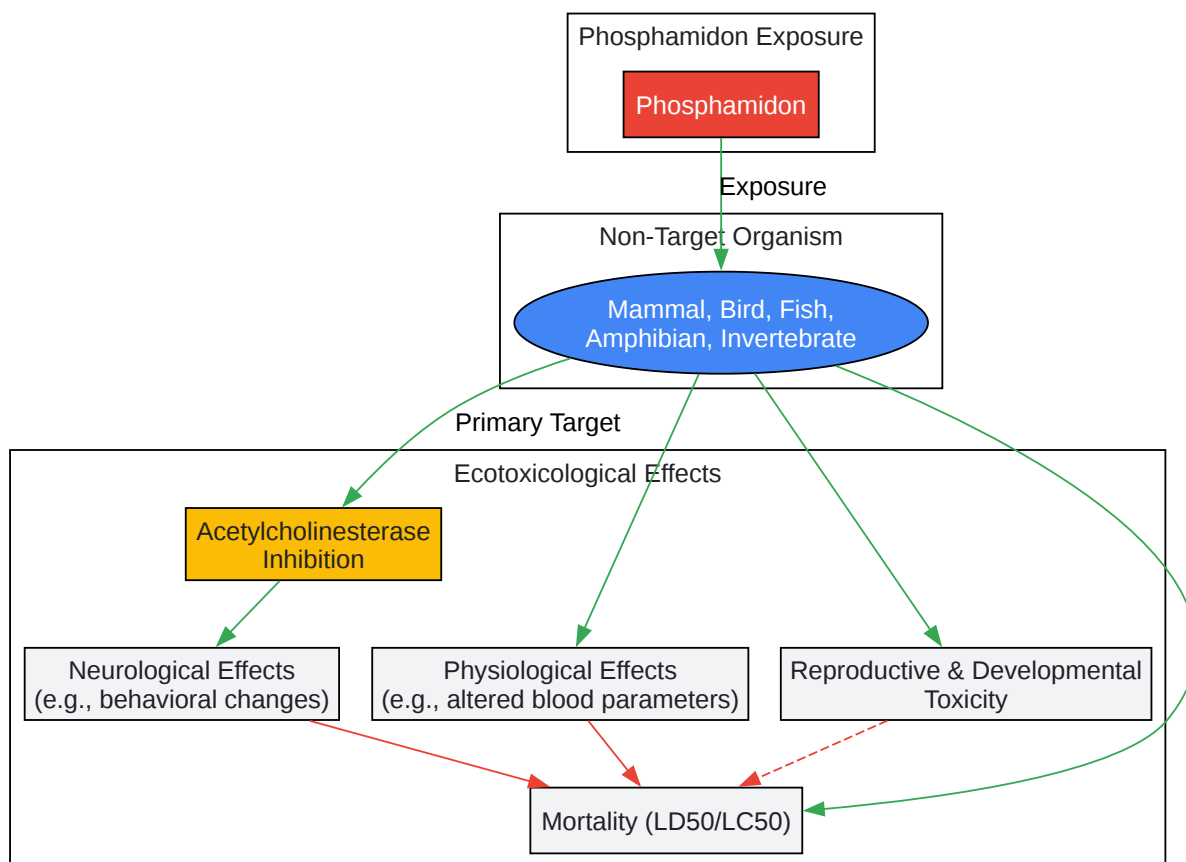 Phosphamidon Exposure
Phosphamidon
Exposure
Non-Target Organism
Mammal, Bird, Fish,
Amphibian, Invertebrate
Primary Target
Ecotoxicological Effects
Acetylcholinesterase
Inhibition
Neurological Effects
(e.g., behavioral changes)
Physiological Effects
(e.g., altered blood parameters)
Reproductive & Developmental
Toxicity
Mortality (LD50/LC50)